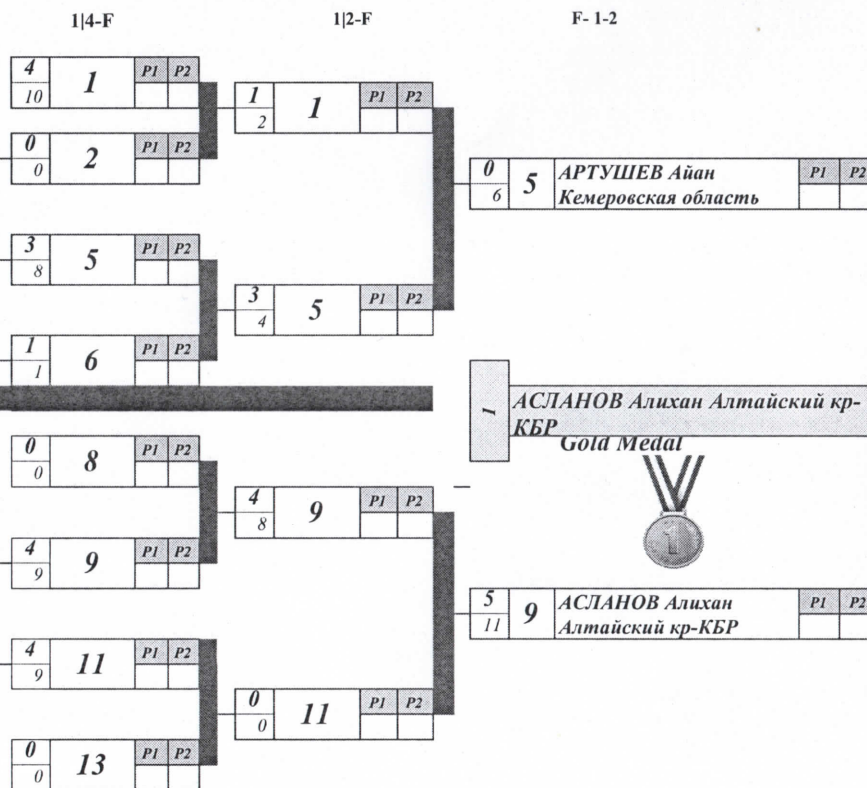 1|4-F 1|2-F F- 1-2
4 1 P1 P2
10
1 1 P1 P2
2
0 2 P1 P2
0
0 5 АРТУШЕВ Айан P1 P2
6 Кемеровская область
3 5 P1 P2
8
3 5 P1 P2
4
1 6 P1 P2
1
1 АСЛАНОВ Алихан Алтайский кр-
КБР
Gold Medal
0 8 P1 P2
0
4 9 P1 P2
8
1
4 9 P1 P2
9
5 9 АСЛАНОВ Алихан P1 P2
11 Алтайский кр-КБР
4 11 P1 P2
9
0 11 P1 P2
0
0 13 P1 P2
0